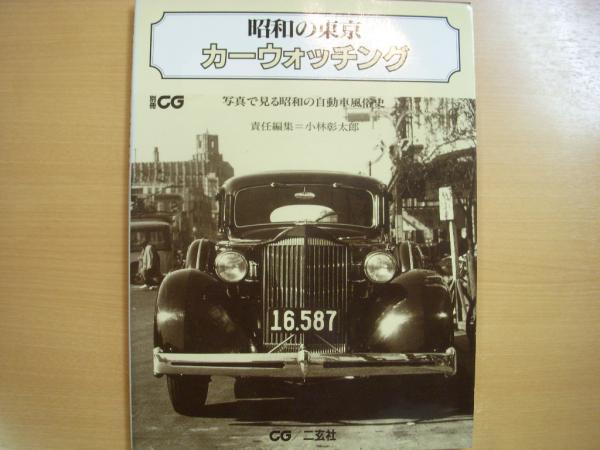 昭和の東京
カーウォッチング
別冊CG
写真で見る昭和の自動車風俗史
責任編集=小林彰太郎
16.587
CG/二玄社